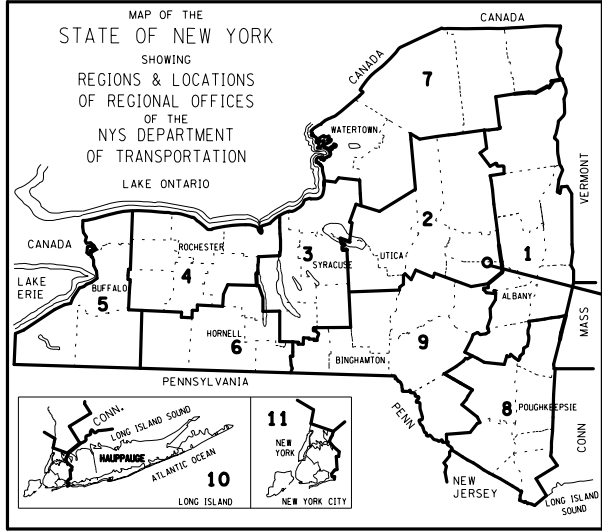 MAP OF THE
STATE OF NEW YORK
SHOWING
REGIONS & LOCATIONS
OF REGIONAL OFFICES
OF THE
NYS DEPARTMENT
OF TRANSPORTATION
CANADA
CANADA
7
WATERTOWN
LAKE ONTARIO
VERMONT
2
CANADA
ROCHESTER
3
SYRACUSE
UTICA
1
LAKE
ERIE
BUFFALO
4
5
ALBANY
MASS
HORNELL
6
BINGHAMTON
9
PENNSYLVANIA
8
POUGHKEEPSIE
PENN
CONN
NEW
JERSEY
LONG ISLAND
SOUND
CONN.
LONG ISLAND SOUND
HAUPPAUGE
ATLANTIC OCEAN
10
LONG ISLAND
11
NEW
YORK
NEW YORK CITY